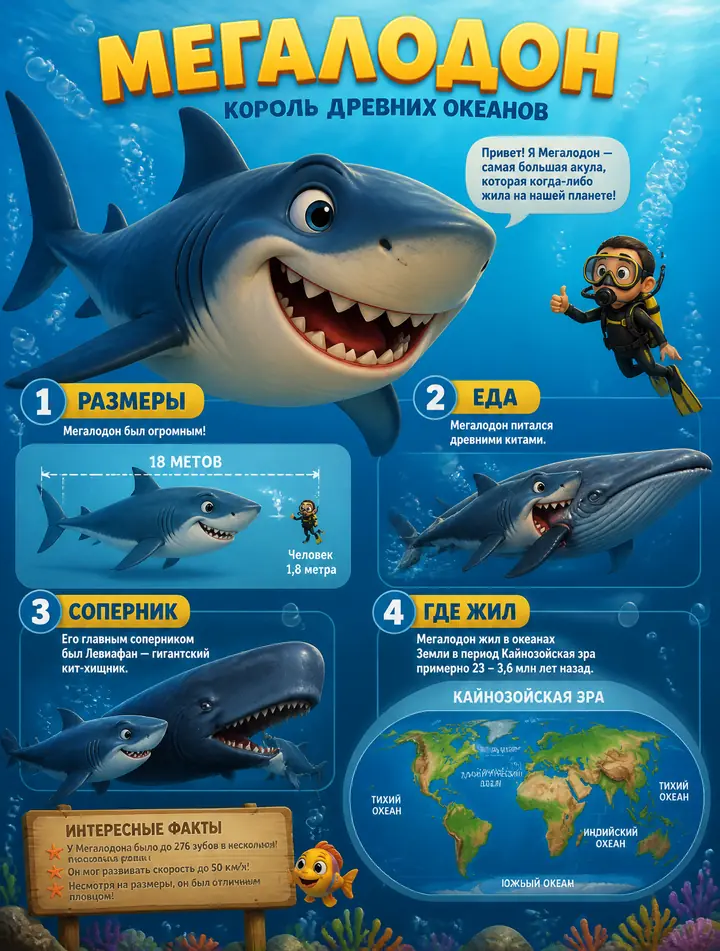 МЕГАЛОДОН
КОРОЛЬ ДРЕВНИХ ОКЕАНОВ
Привет! Я Мегалодон —
самая большая акула,
которая когда-либо
жила на нашей планете!
1 РАЗМЕРЫ
Мегалодон был огромным!
18 МЕТОВ
Человек
1,8 метра
2 ЕДА
Мегалодон питался
древними китами.
3 СОПЕРНИК
Его главным соперником
был Левиафан — гигантский
кит-хищник.
4 ГДЕ ЖИЛ
Мегалодон жил в океанах
Земли в период Кайнозойская эра
примерно 23 – 3,6 млн лет назад.
КАЙНОЗОЙСКАЯ ЭРА
ТИХИЙ
ОКЕАН
ТИХИЙ
ОКЕАН
ИНДИЙСКИЙ
ОКЕАН
ЮЖЬЫЙ ОКЕАН
ИНТЕРЕСНЫЕ ФАКТЫ
У Мегалодона было до 276 зубов в
Он мог развивать скорость до 50 км/ч!
Несмотря на размеры, он был отличным
пловцом!